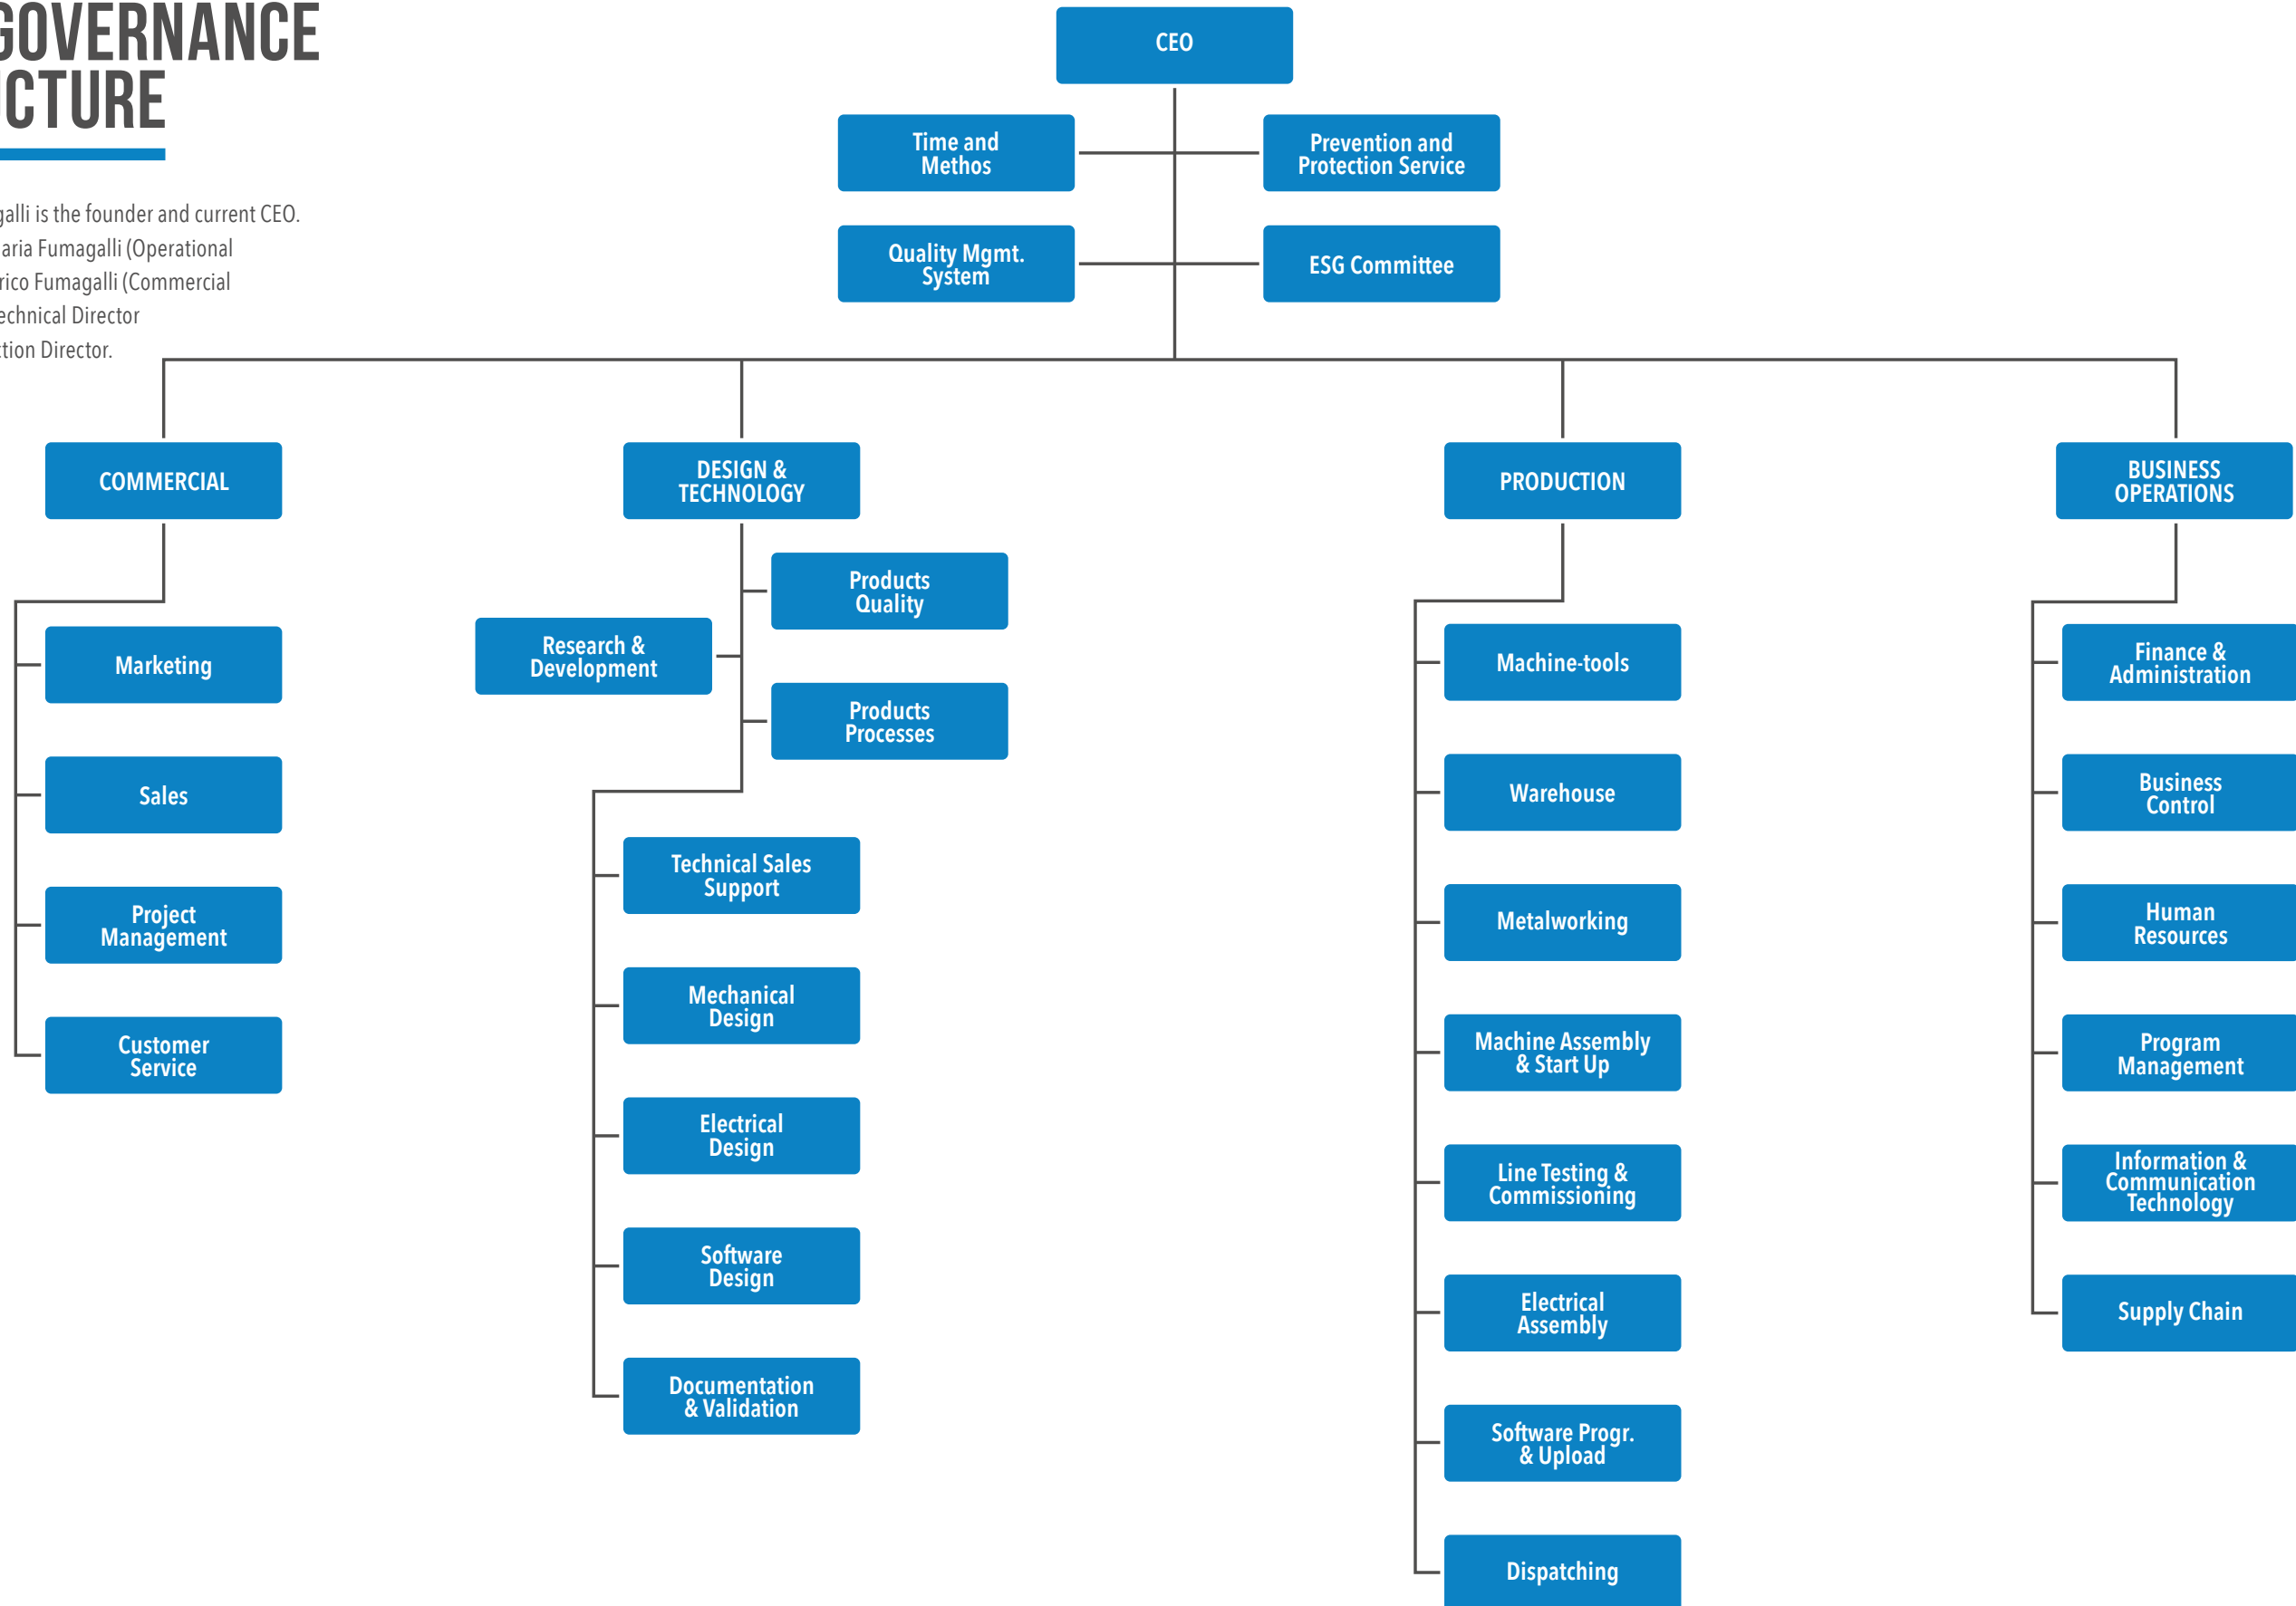 GOVERNANCE
CTURE
galli is the founder and current CEO.
aria Fumagalli (Operational
rico Fumagalli (Commercial
echnical Director
ction Director.
CEO
Time and
Methos
Prevention and
Protection Service
Quality Mgmt.
System
ESG Committee
COMMERCIAL
Marketing
Sales
Project
Management
Customer
Service
DESIGN &
TECHNOLOGY
Products
Quality
Research &
Development
Products
Processes
Technical Sales
Support
Mechanical
Design
Electrical
Design
Software
Design
Documentation
& Validation
PRODUCTION
Machine-tools
Warehouse
Metalworking
Machine Assembly
& Start Up
Line Testing &
Commissioning
Electrical
Assembly
Software Progr.
& Upload
Dispatching
BUSINESS
OPERATIONS
Finance &
Administration
Business
Control
Human
Resources
Program
Management
Information &
Communication
Technology
Supply Chain